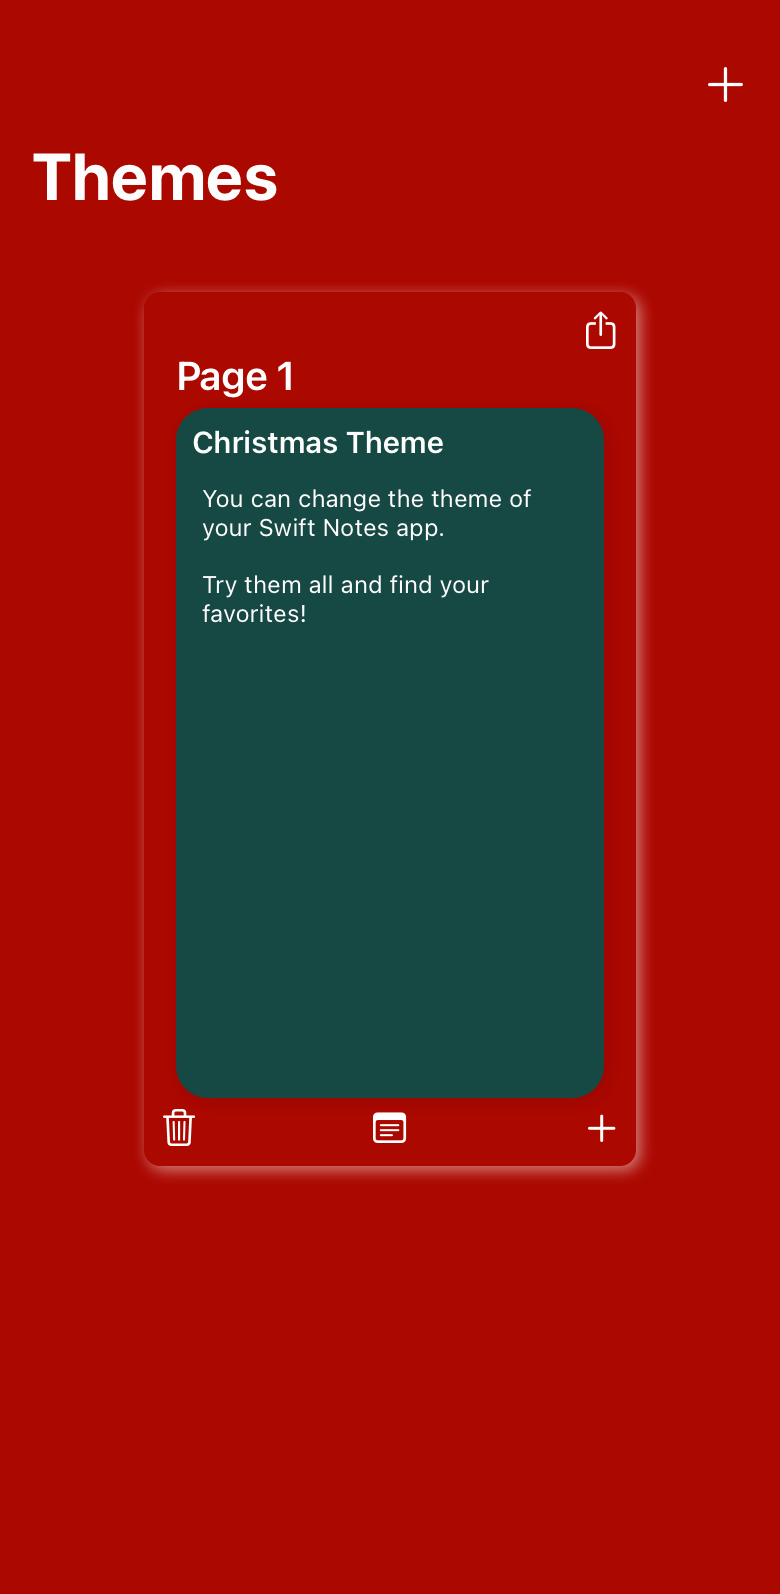 Themes
Page 1
Christmas Theme
You can change the theme of
your Swift Notes app.
Try them all and find your
favorites!